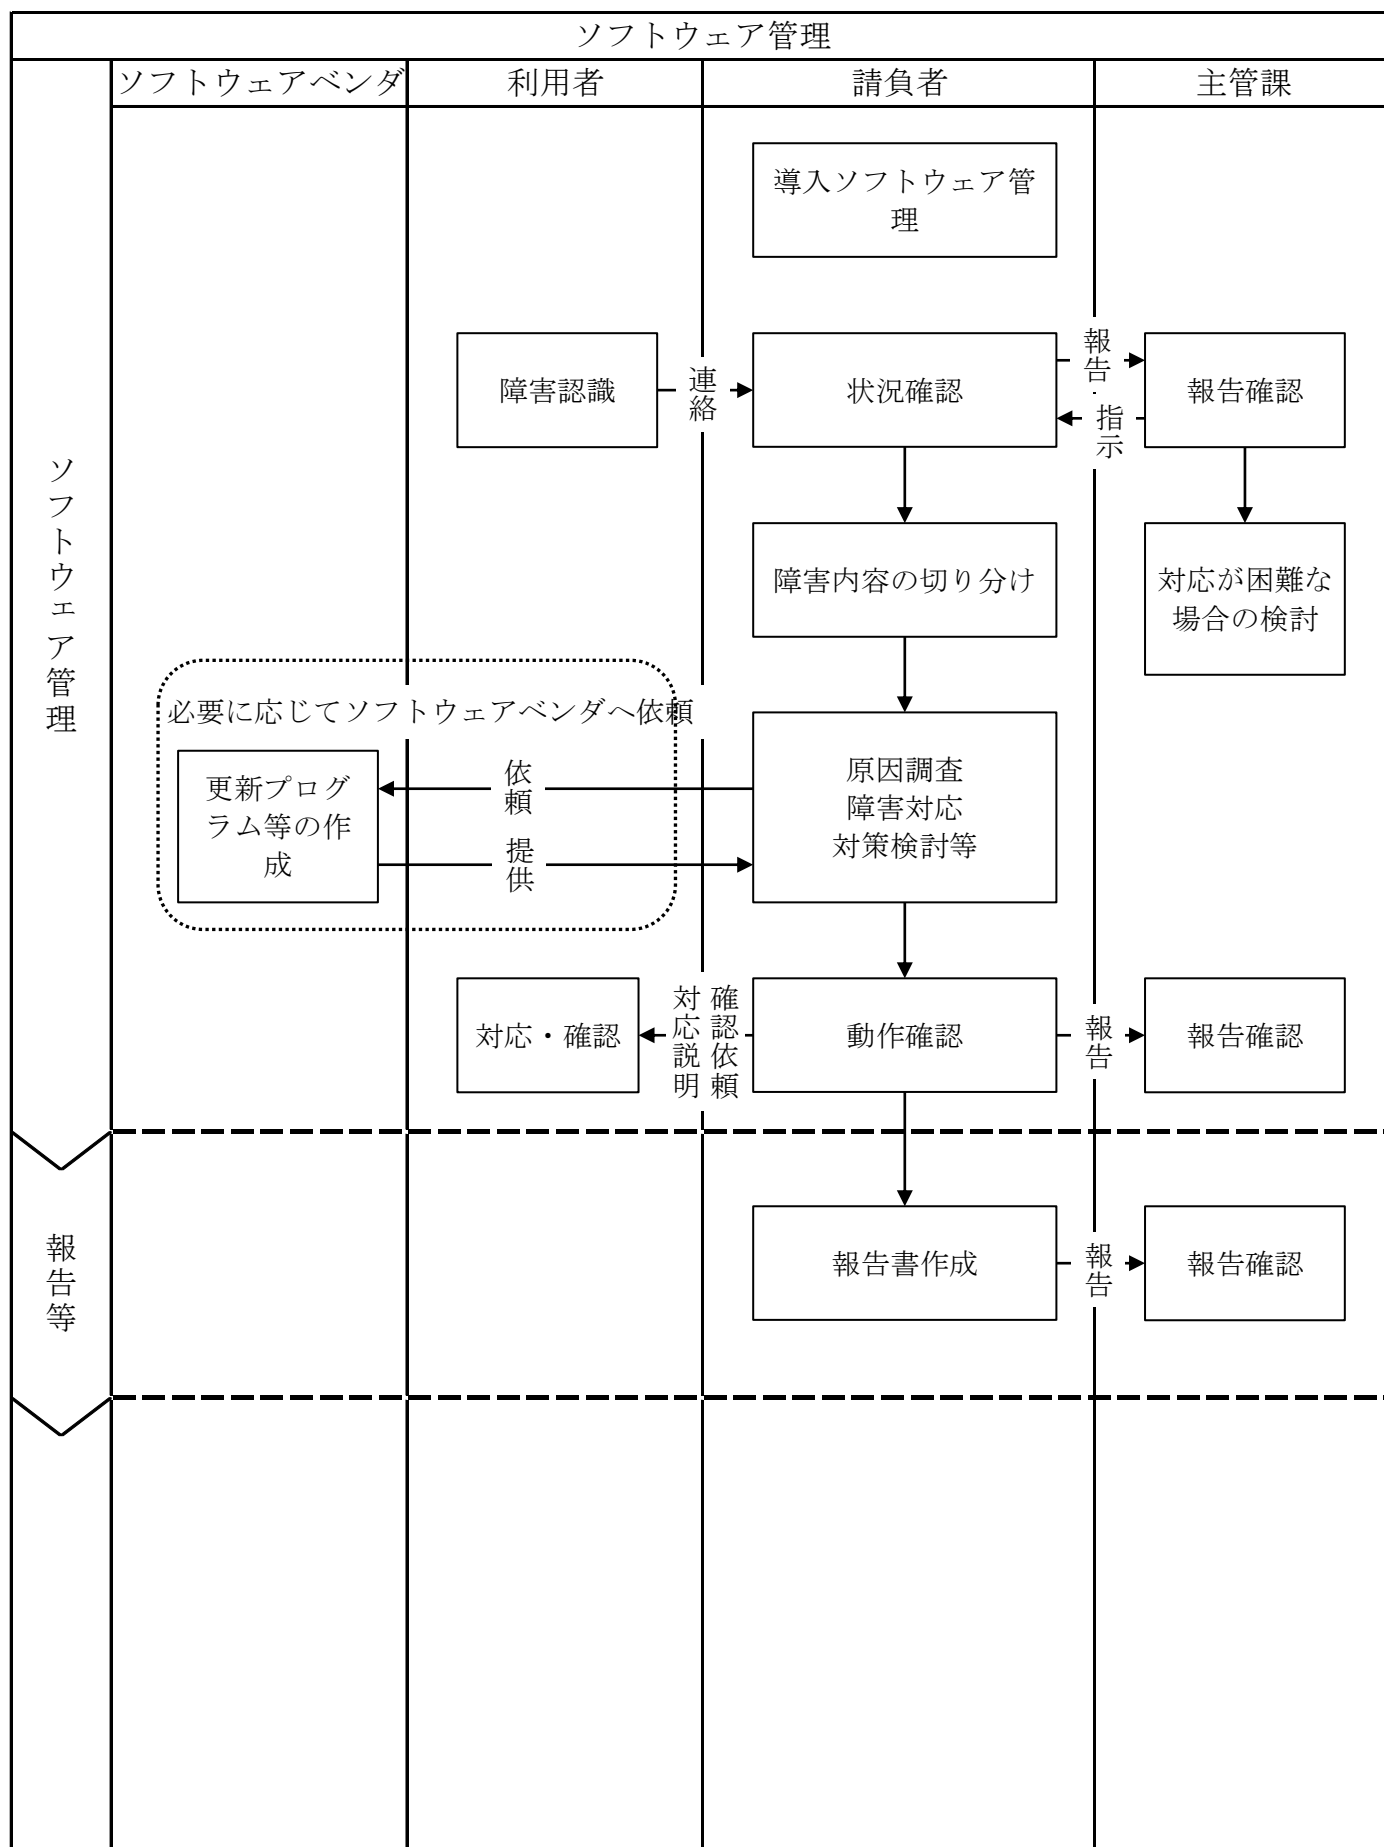 ソフトウェア管理
ソフトウェアベンダ
利用者
請負者
主管課
ソフトウェア管理
導入ソフトウェア管
理
障害認識
連絡
状況確認
報告
指示
報告確認
障害内容の切り分け
対応が困難な
場合の検討
必要に応じてソフトウェアベンダへ依頼
更新プログ
ラム等の作
成
依頼
提供
原因調査
障害対応
対策検討等
対応・確認
確認依頼
対応説明
動作確認
報告
報告確認
報告等
報告書作成
報告
報告確認